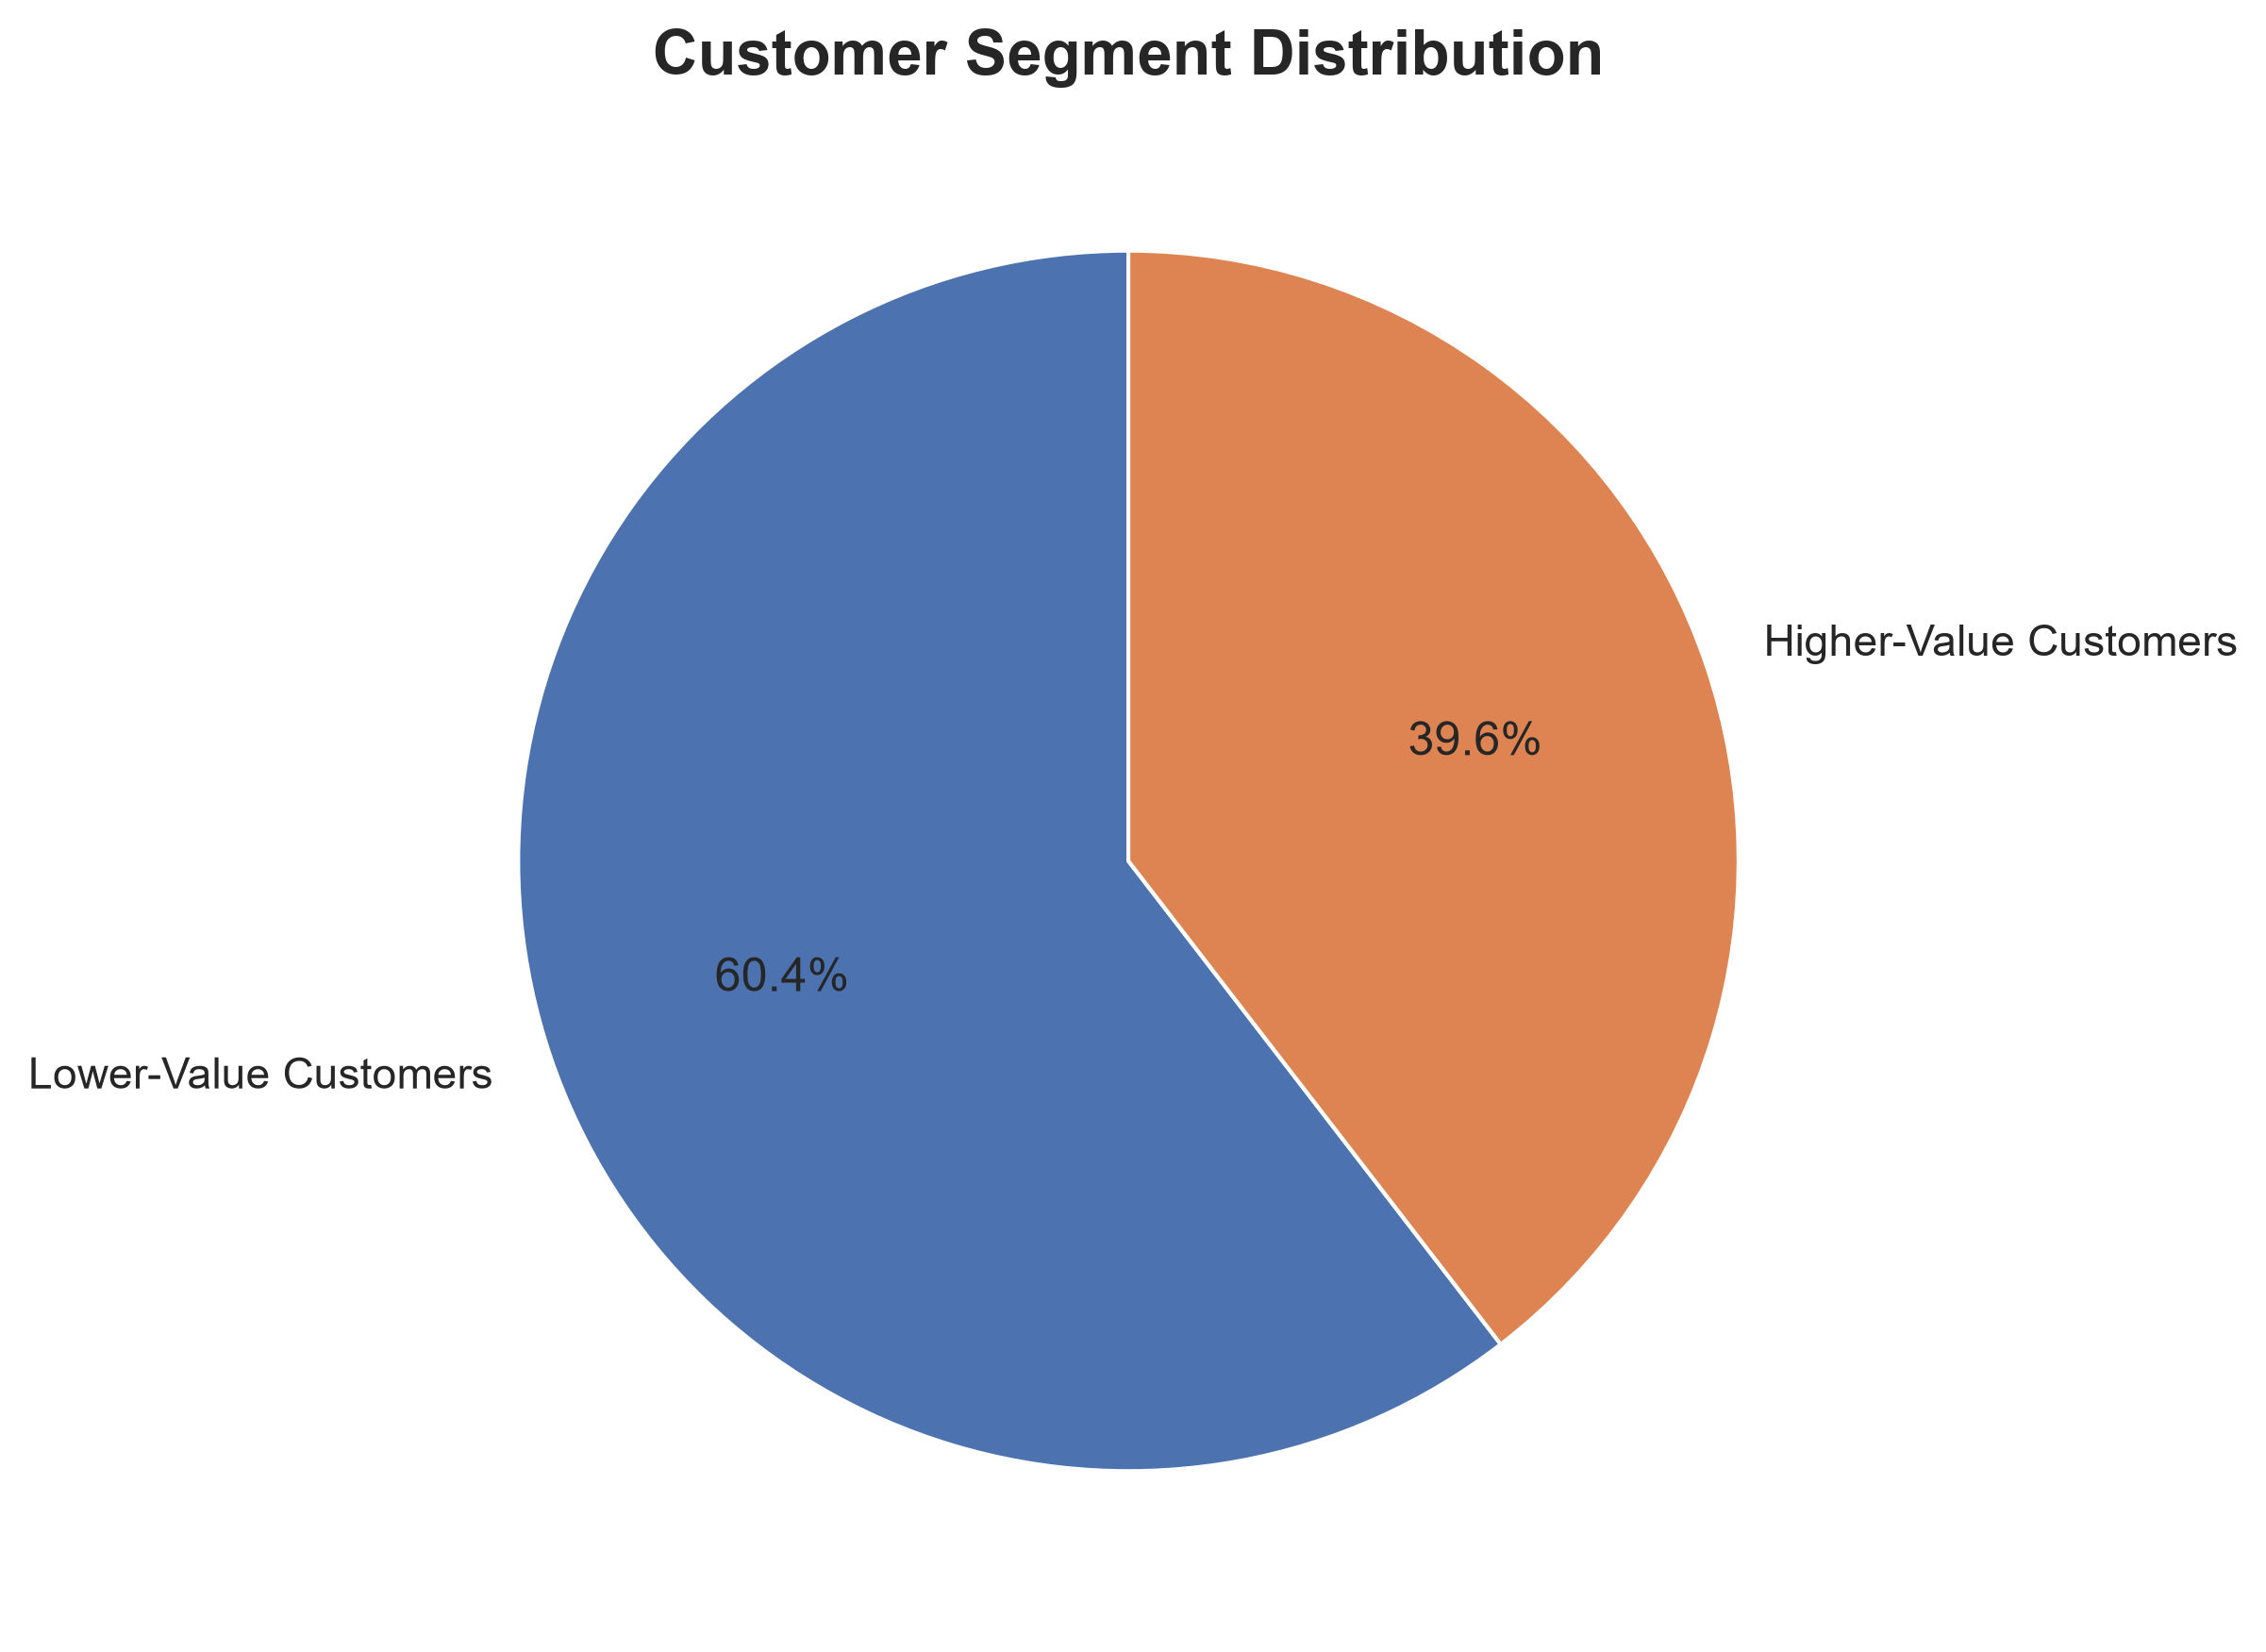 Customer Segment Distribution
Higher-Value Customers
39.6%
60.4%
Lower-Value Customers